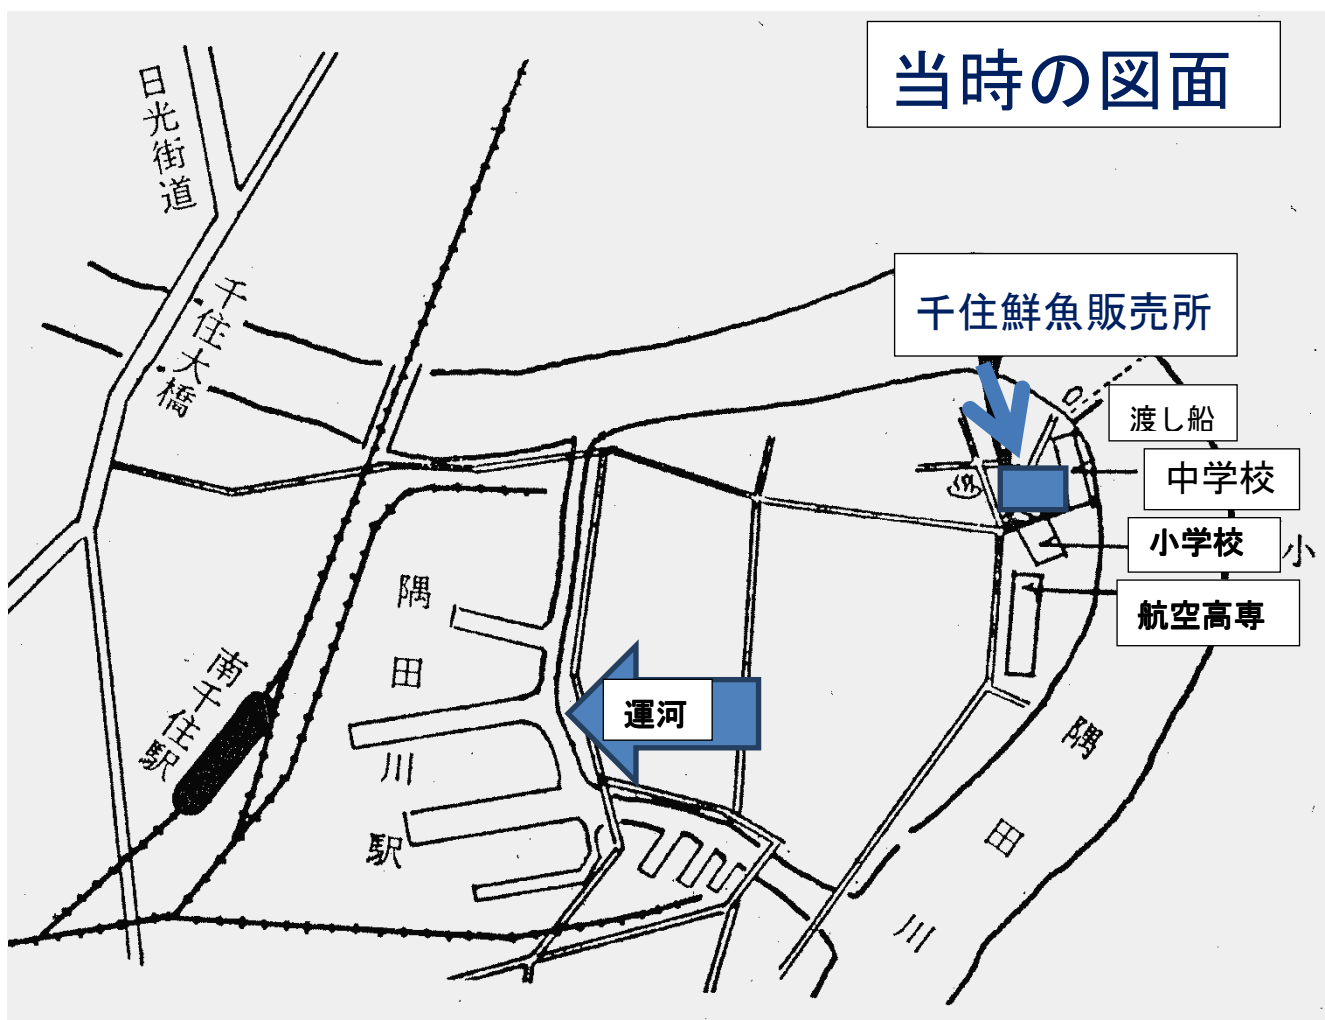 当時の図面
日光街道
千住大橋
千住鮮魚販売所
渡し船
中学校
小学校
小
航空高専
隅田川駅
南千住駅
運河
隅田川